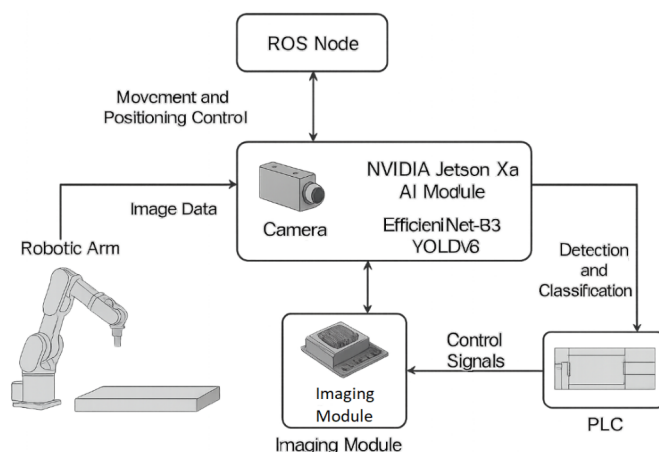 ROS Node
Movement and
Positioning Control
NVIDIA Jetson Xa
AI Module
Camera
EfficieniNet-B3
YOLDV6
Image Data
Robotic Arm
Detection
and
Classification
Control
Signals
Imaging
Module
Imaging Module
PLC